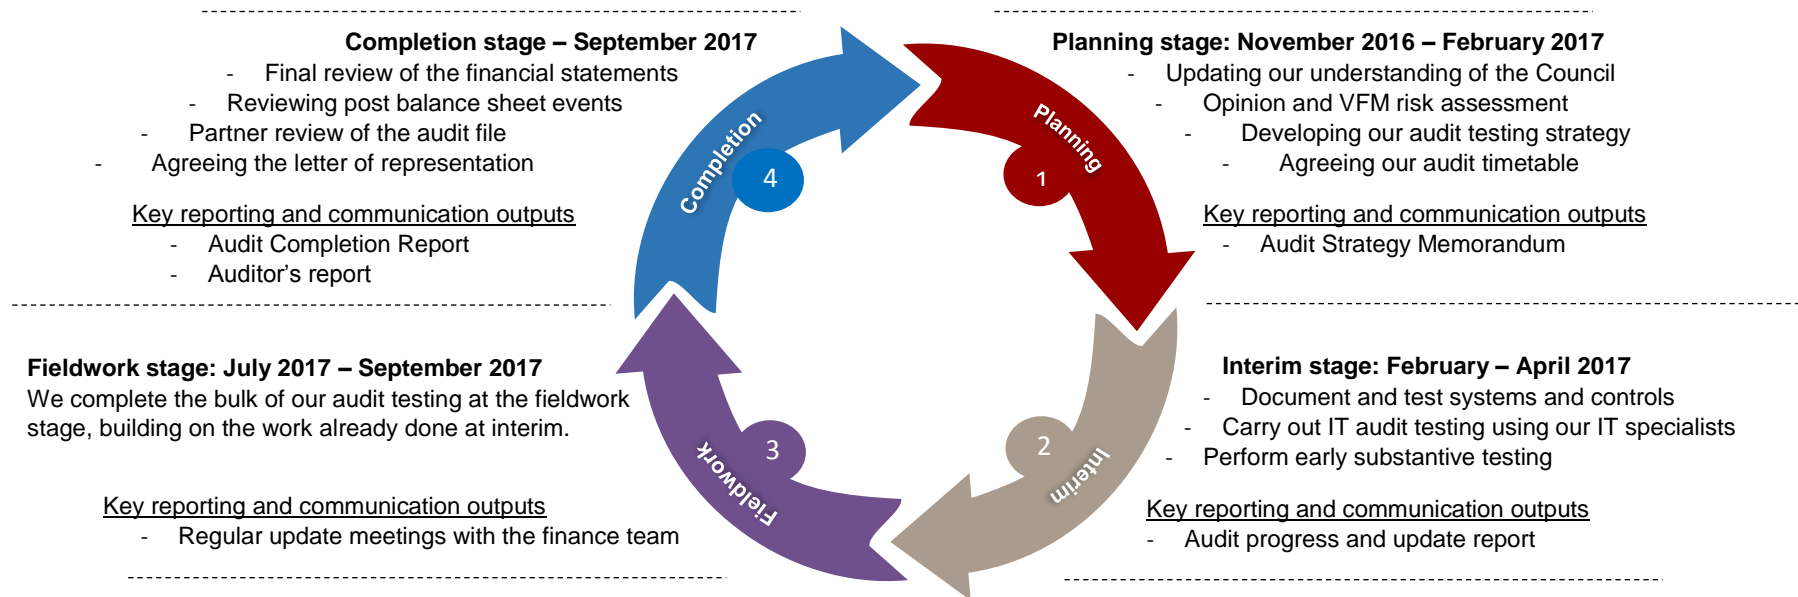 Completion stage – September 2017
- Final review of the financial statements
- Reviewing post balance sheet events
- Partner review of the audit file
- Agreeing the letter of representation
Key reporting and communication outputs
- Audit Completion Report
- Auditor’s report
Planning stage: November 2016 – February 2017
- Updating our understanding of the Council
- Opinion and VFM risk assessment
- Developing our audit testing strategy
- Agreeing our audit timetable
Key reporting and communication outputs
- Audit Strategy Memorandum
Completion
4
Planning
1
Fieldwork stage: July 2017 – September 2017
We complete the bulk of our audit testing at the fieldwork
stage, building on the work already done at interim.
Key reporting and communication outputs
- Regular update meetings with the finance team
3
Fieldwork
2
Interim
Interim stage: February – April 2017
- Document and test systems and controls
- Carry out IT audit testing using our IT specialists
- Perform early substantive testing
Key reporting and communication outputs
- Audit progress and update report